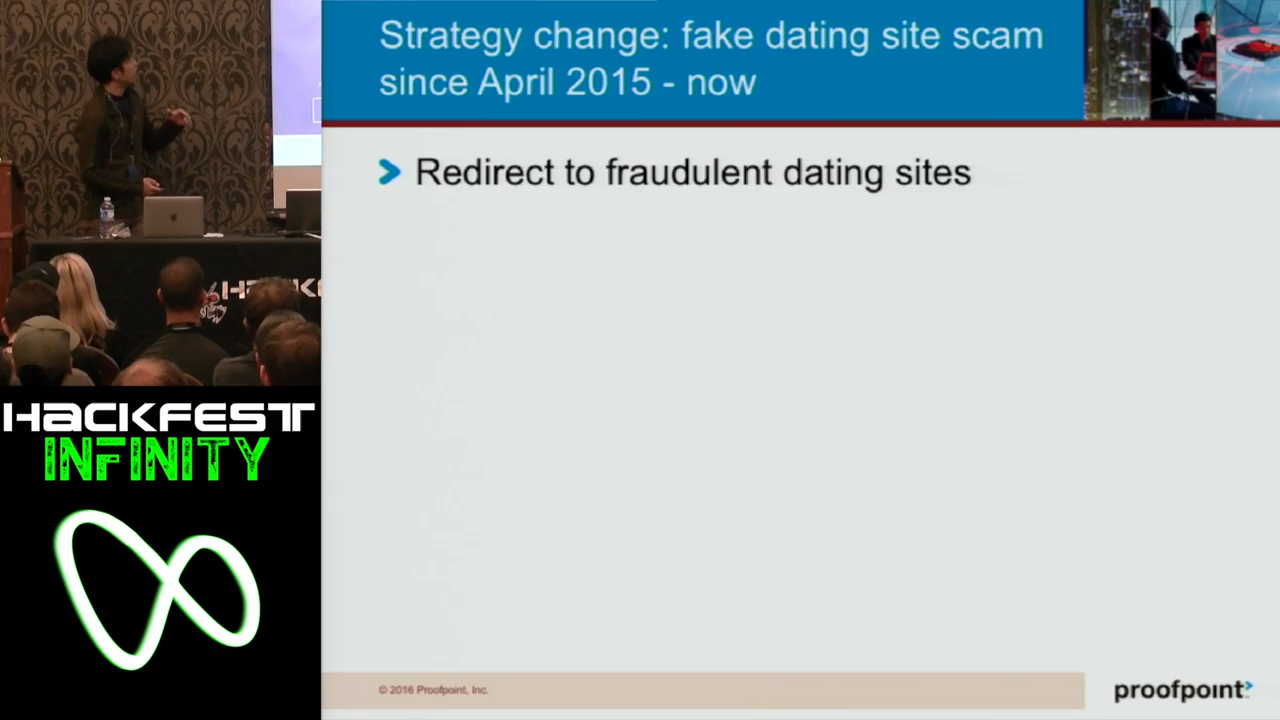 Strategy change: fake dating site scam
since April 2015 - now
Redirect to fraudulent dating sites
HACKFEST
INFINITY
© 2016 Proofpoint, Inc.
proofpoint